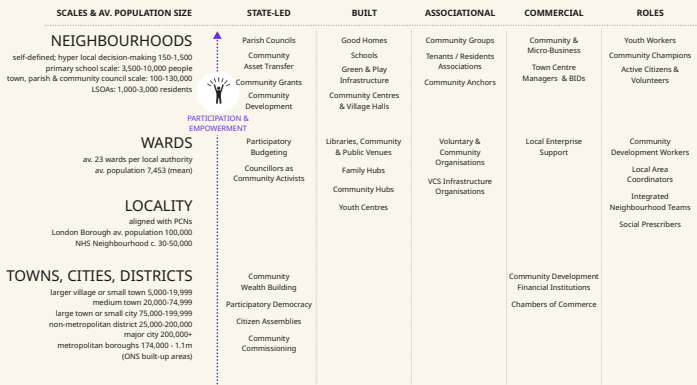 SCALES & AV. POPULATION SIZE
STATE-LED
BUILT
ASSOCIATIONAL
COMMERCIAL
ROLES
NEIGHBOURHOODS
self-defined; hyper local decision-making 150-1,500
primary school scale: 3,500-10,000 people
town, parish & community council scale: 100-130,000
LSOAs: 1,000-3,000 residents
Parish Councils
Community
Asset Transfer
Community Grants
Community
Development
Good Homes
Schools
Green & Play
Infrastructure
Community Centres
& Village Halls
Community Groups
Tenants / Residents
Associations
Community Anchors
Community &
Micro-Business
Town Centre
Managers & BIDs
Youth Workers
Community Champions
Active Citizens &
Volunteers
PARTICIPATION &
EMPOWERMENT
WARDS
av. 23 wards per local authority
av. population 7,453 (mean)
Participatory
Budgeting
Councillors as
Community Activists
Libraries, Community
& Public Venues
Family Hubs
Community Hubs
Youth Centres
Voluntary &
Community
Organisations
VCS Infrastructure
Organisations
Local Enterprise
Support
Community
Development Workers
Local Area
Coordinators
Integrated
Neighbourhood Teams
Social Prescribers
LOCALITY
aligned with PCNs
London Borough av. population 100,000
NHS Neighbourhood c. 30-50,000
TOWNS, CITIES, DISTRICTS
larger village or small town 5,000-19,999
medium town 20,000-74,999
large town or small city 75,000-199,999
non-metropolitan district 25,000-200,000
major city 200,000+
metropolitan boroughs 174,000 - 1.1m
(ONS built-up areas)
Community
Wealth Building
Participatory Democracy
Citizen Assemblies
Community
Commissioning
Community Development
Financial Institutions
Chambers of Commerce